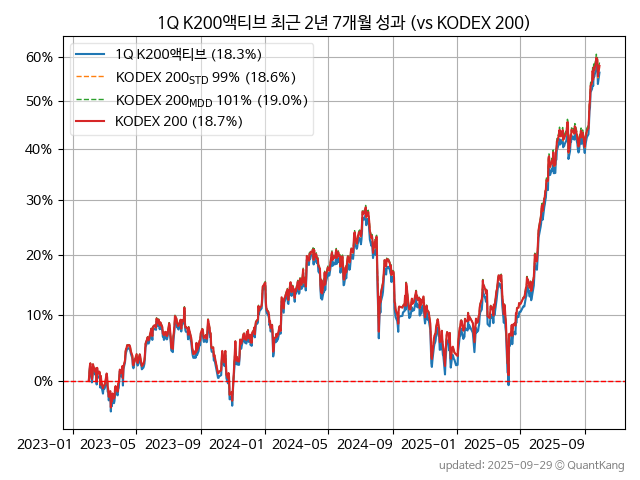 1Q K200액티브 최근 2년 7개월 성과 (vs KODEX 200)
1Q K200액티브 (18.3%)
KODEX 200STD 99% (18.6%)
KODEX 200MDD 101% (19.0%)
KODEX 200 (18.7%)
60%
50%
40%
30%
20%
10%
0%
2023-01 2023-05 2023-09 2024-01 2024-05 2024-09 2025-01 2025-05 2025-09
updated: 2025-09-29 © QuantKang